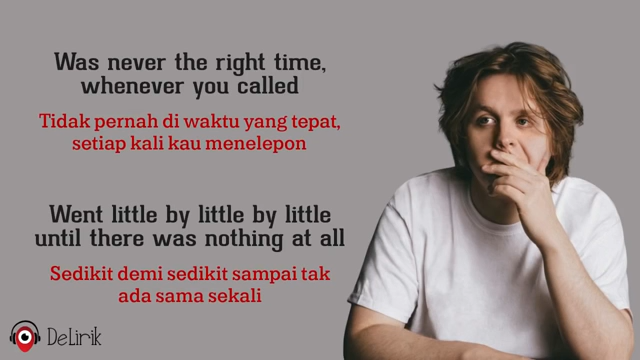 Was never the right time,
whenever you called
Tidak pernah di waktu yang tepat,
setiap kali kau menelepon
Went little by little by little
until there was nothing at all
Sedikit demi sedikit sampai tak
ada sama sekali
DeLirik